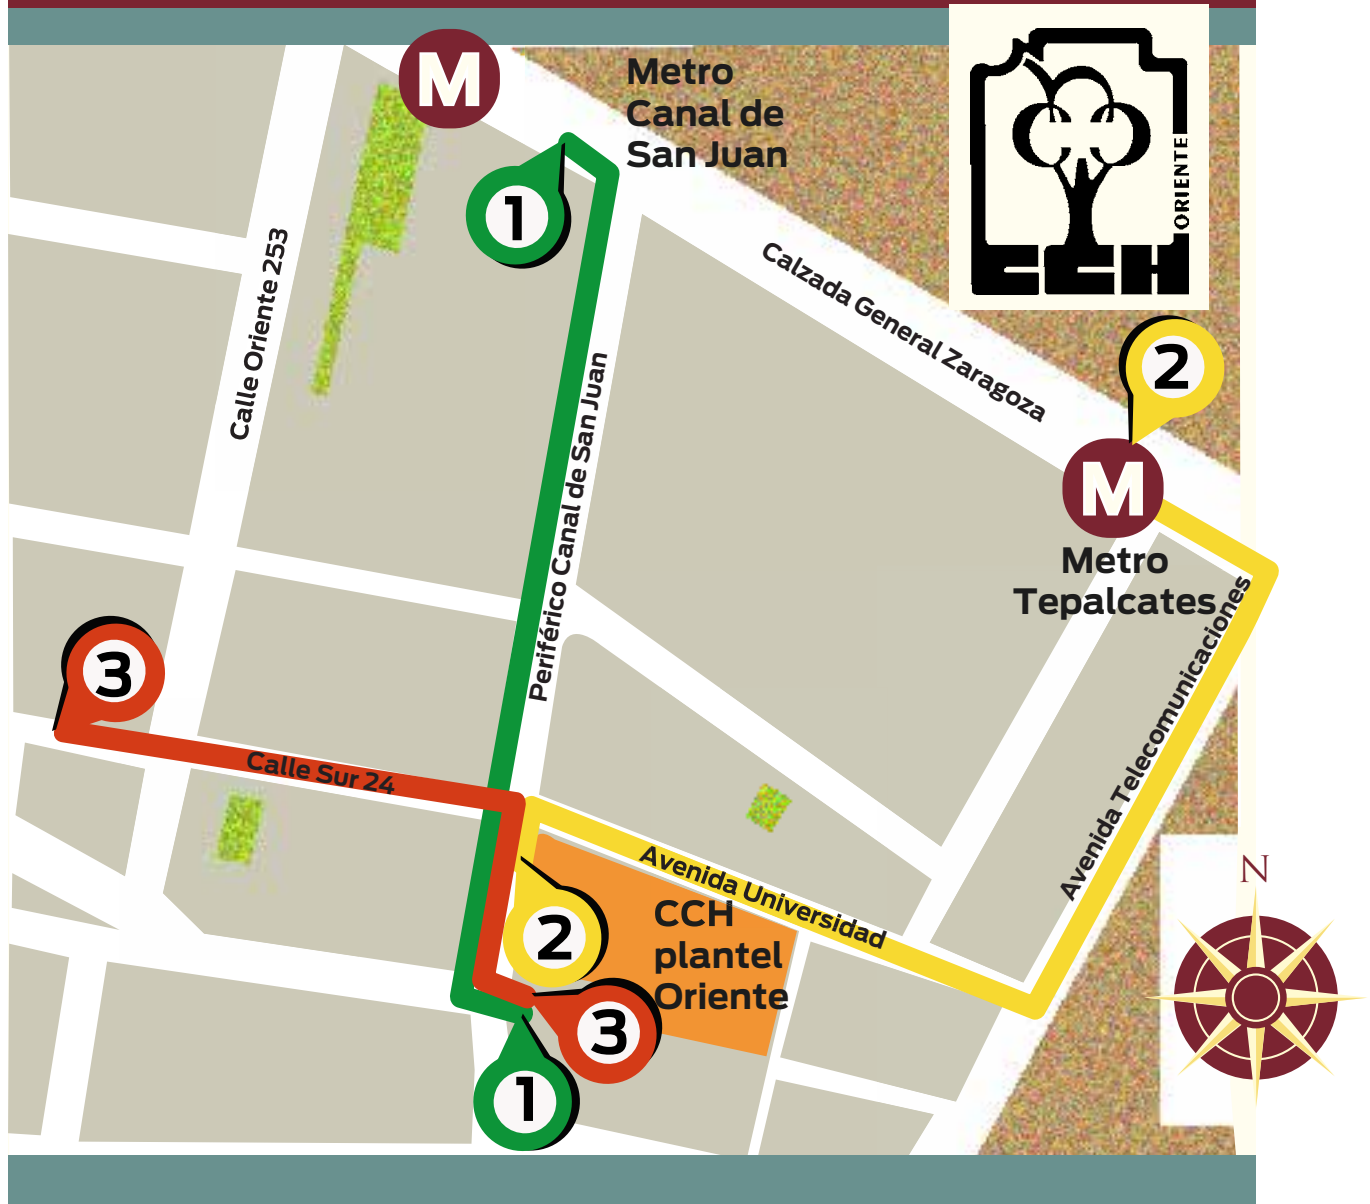 M
Metro
Canal de
San Juan
ORIENTE
CCH
1
Calle Oriente 253
Calzada General Zaragoza
2
Periférico Canal de San Juan
M
Metro
Tepalcates
3
Avenida Telecomunicaciones
Calle Sur 24
Avenida Universidad
N
CCH
plantel
Oriente
2
3
1